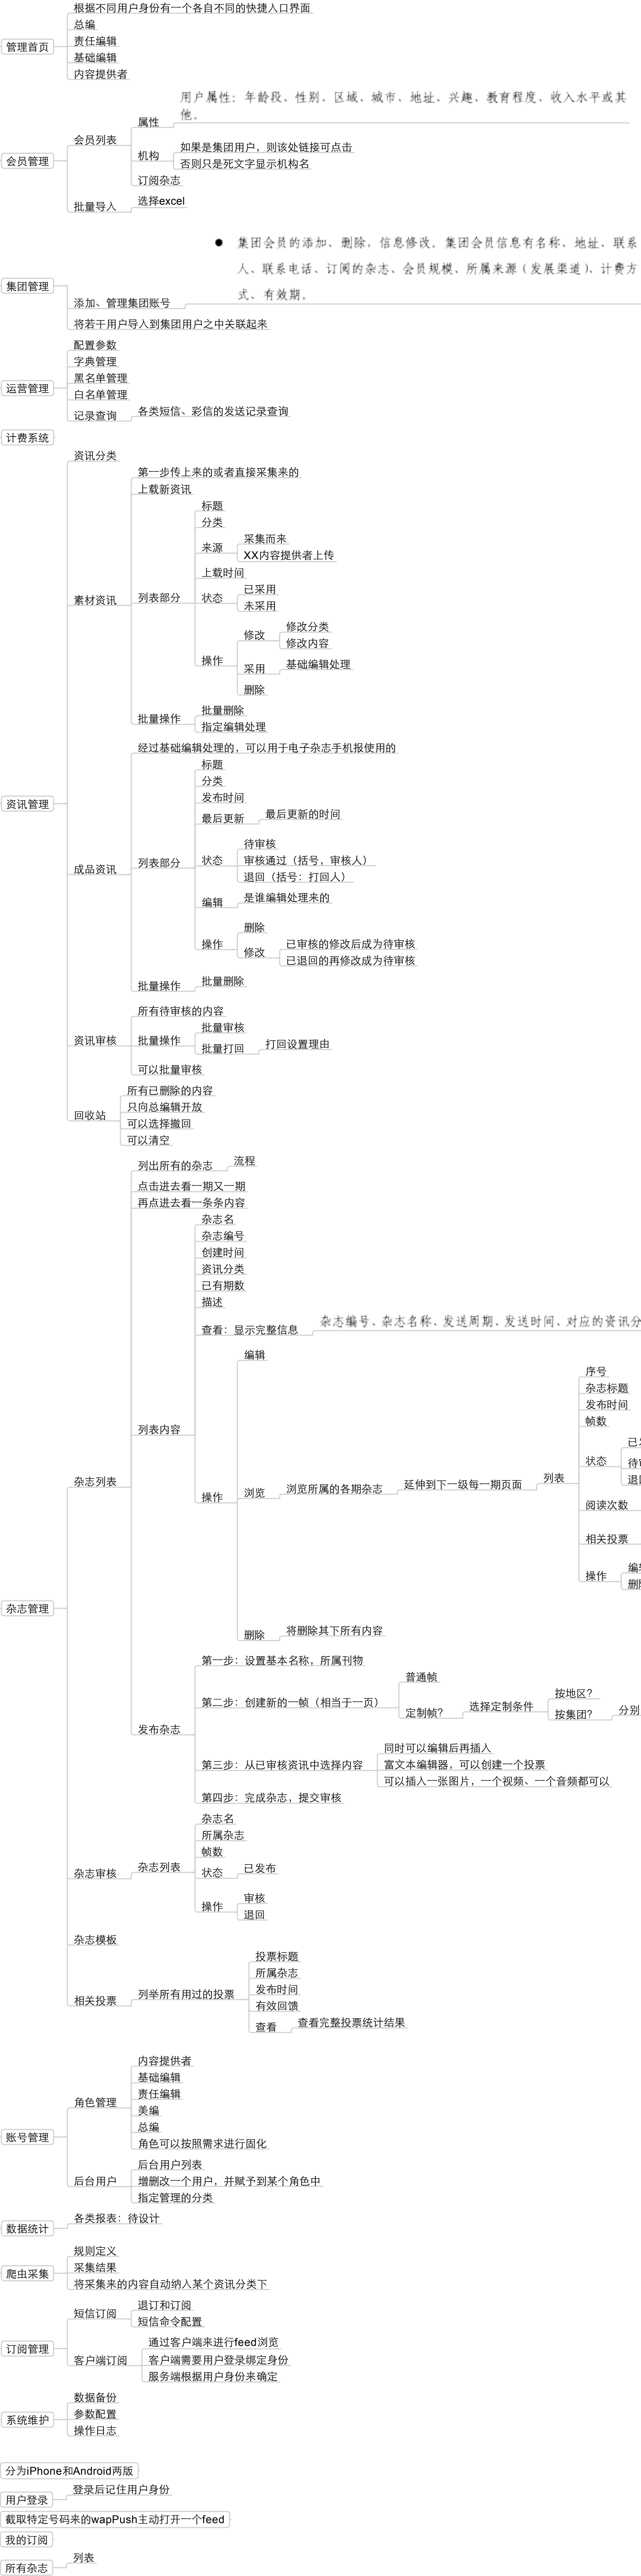 管理首页
根据不同用户身份有一个各自不同的快捷入口界面
总编
责任编辑
基础编辑
内容提供者
会员管理
会员列表
属性
用户属性：年龄段、性别、区域、城市、地址、兴趣、教育程度、收入水平或其
他。
机构
如果是集团用户，则该处链接可点击
否则只是死文字显示机构名
订阅杂志
批量导入
选择excel
集团管理
添加、管理集团账号
● 集团会员的添加、删除，信息修改。集团会员信息有名称、地址、联系
人、联系电话、订阅的杂志、会员规模、所属来源（发展渠道）、计费方
式、有效期。
将若干用户导入到集团用户之中关联起来
运营管理
配置参数
字典管理
黑名单管理
白名单管理
记录查询
各类短信、彩信的发送记录查询
计费系统
资讯管理
资讯分类
素材资讯
第一步传上来的或者直接采集来的
上载新资讯
列表部分
标题
分类
来源
采集而来
XX内容提供者上传
上载时间
状态
已采用
未采用
操作
修改
修改分类
修改内容
采用
基础编辑处理
删除
批量操作
批量删除
指定编辑处理
成品资讯
经过基础编辑处理的，可以用于电子杂志手机报使用的
列表部分
标题
分类
发布时间
最后更新
最后更新的时间
状态
待审核
审核通过（括号，审核人）
退回（括号：打回人）
编辑
是谁编辑处理来的
操作
删除
修改
已审核的修改后成为待审核
已退回的再修改成为待审核
批量操作
批量删除
资讯审核
所有待审核的内容
批量操作
批量审核
批量打回
打回设置理由
可以批量审核
回收站
所有已删除的内容
只向总编辑开放
可以选择撤回
可以清空
杂志管理
杂志列表
列出所有的杂志
流程
点击进去看一期又一期
再点进去看一条条内容
列表内容
杂志名
杂志编号
创建时间
资讯分类
已有期数
描述
查看：显示完整信息
杂志编号、杂志名称、发送周期、发送时间、对应的资讯分
操作
编辑
浏览
浏览所属的各期杂志
延伸到下一级每一期页面
列表
序号
杂志标题
发布时间
帧数
状态
待审
退回
阅读次数
相关投票
操作
编辑
删除
删除
将删除其下所有内容
发布杂志
第一步：设置基本名称，所属刊物
第二步：创建新的一帧（相当于一页）
普通帧
定制帧？
选择定制条件
按地区？
按集团？
分别
第三步：从已审核资讯中选择内容
同时可以编辑后再插入
富文本编辑器，可以创建一个投票
可以插入一张图片，一个视频、一个音频都可以
第四步：完成杂志，提交审核
杂志审核
杂志列表
杂志名
所属杂志
帧数
状态
已发布
操作
审核
退回
杂志模板
相关投票
列举所有用过的投票
投票标题
所属杂志
发布时间
有效回馈
查看
查看完整投票统计结果
账号管理
角色管理
内容提供者
基础编辑
责任编辑
美编
总编
角色可以按照需求进行固化
后台用户
后台用户列表
增删改一个用户，并赋予到某个角色中
指定管理的分类
数据统计
各类报表：待设计
爬虫采集
规则定义
采集结果
将采集来的内容自动纳入某个资讯分类下
订阅管理
短信订阅
退订和订阅
短信命令配置
客户端订阅
通过客户端来进行feed浏览
客户端需要用户登录绑定身份
服务端根据用户身份来确定
系统维护
数据备份
参数配置
操作日志
分为iPhone和Android两版
用户登录
登录后记住用户身份
截取特定号码来的wapPush主动打开一个feed
我的订阅
所有杂志
列表